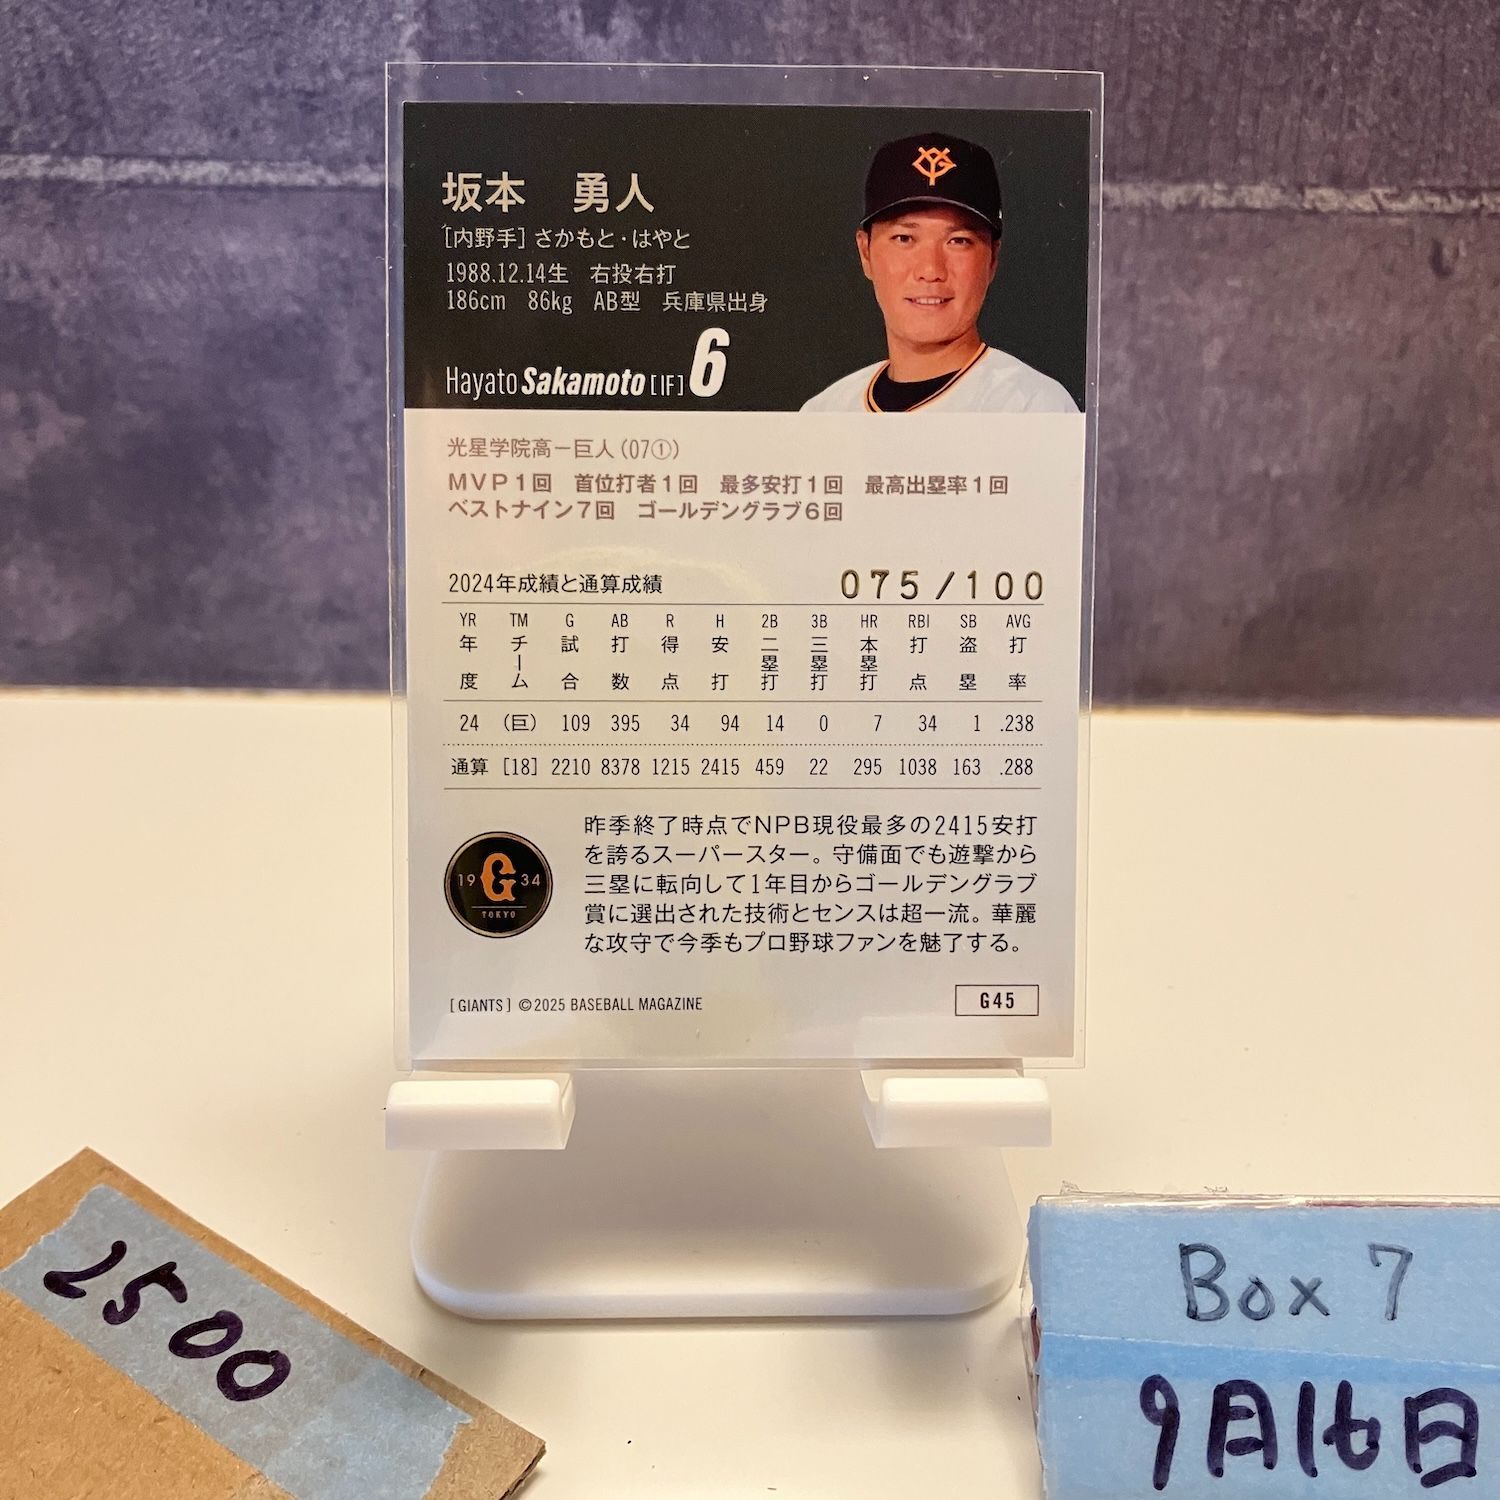 坂本 勇人
[内野手] さかもと・はやと
1988.12.14生 右投右打
186cm 86kg AB型 兵庫県出身
Hayato Sakamoto [IF] 6
光星学院高ー巨人(07①)
MVP1回 首位打者1回 最多安打1回 最高出塁率1回
ベストナイン7回 ゴールデングラブ6回
2024年成績と通算成績 075/100
YR TM G AB R H 2B 3B HR RBI SB AVG
年度 チーム 試合 打数 得点 安打 二塁打 三塁打 本塁打 打点 盗塁 打率
24 (巨) 109 395 34 94 14 0 7 34 1 .238
通算 [18] 2210 8378 1215 2415 459 22 295 1038 163 .288
昨季終了時点でNPB現役最多の2415安打
を誇るスーパースター。守備面でも遊撃から
三塁に転向して1年目からゴールデングラブ
賞に選出された技術とセンスは超一流。華麗
な攻守で今季もプロ野球ファンを魅了する。
19 G 34
TOKYO
[GIANTS] ©2025 BASEBALL MAGAZINE
G45
2500
Box 7
9月16日